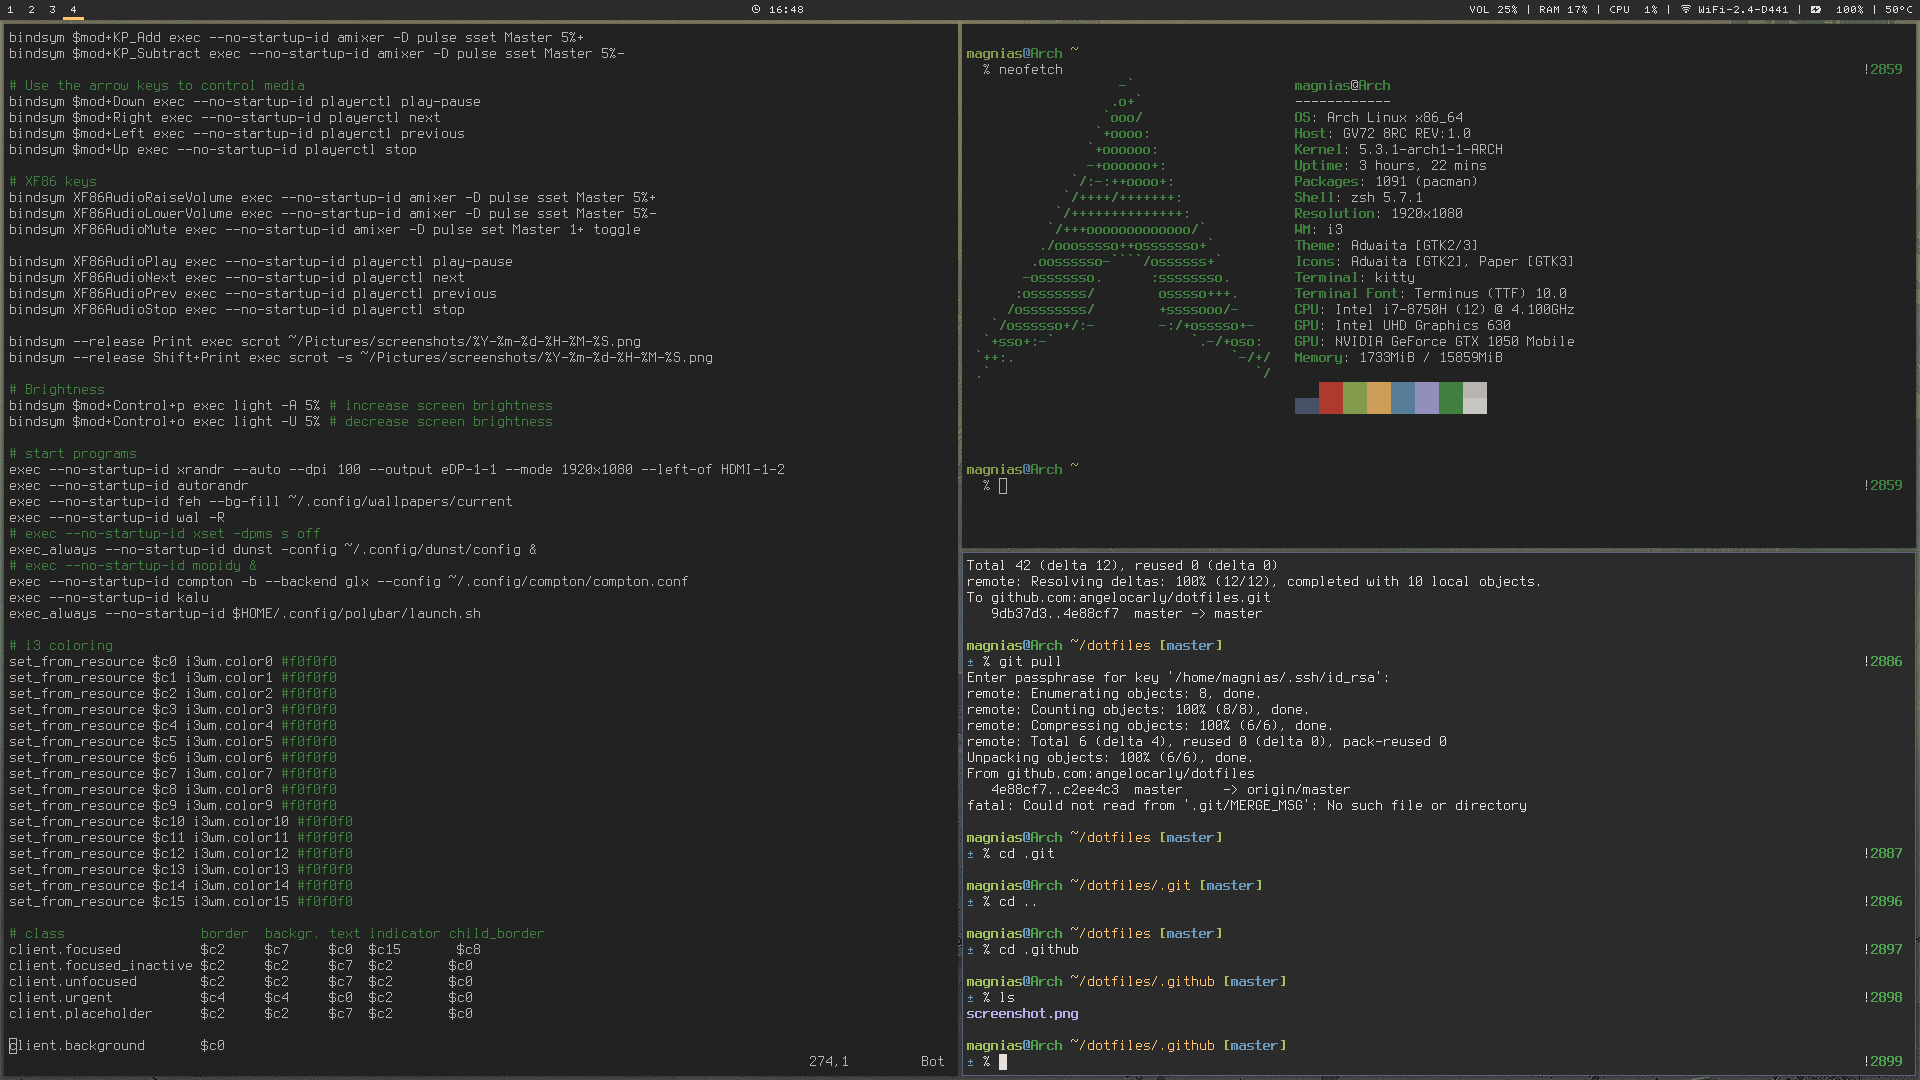 1 2 3 4
16:48
VOL 25% | RAM 17% | CPU 1% | WiFi-2.4-D441 | 100% | 50°C
bindsym $mod+KP_Add exec --no-startup-id amixer -D pulse sset Master 5%+
bindsym $mod+KP_Subtract exec --no-startup-id amixer -D pulse sset Master 5%-
# Use the arrow keys to control media
bindsym $mod+Down exec --no-startup-id playerctl play-pause
bindsym $mod+Right exec --no-startup-id playerctl next
bindsym $mod+Left exec --no-startup-id playerctl previous
bindsym $mod+Up exec --no-startup-id playerctl stop
# XF86 keys
bindsym XF86AudioRaiseVolume exec --no-startup-id amixer -D pulse sset Master 5%+
bindsym XF86AudioLowerVolume exec --no-startup-id amixer -D pulse sset Master 5%-
bindsym XF86AudioMute exec --no-startup-id amixer -D pulse set Master 1+ toggle
bindsym XF86AudioPlay exec --no-startup-id playerctl play-pause
bindsym XF86AudioNext exec --no-startup-id playerctl next
bindsym XF86AudioPrev exec --no-startup-id playerctl previous
bindsym XF86AudioStop exec --no-startup-id playerctl stop
bindsym --release Print exec scrot ~/Pictures/screenshots/%Y-%m-%d-%H-%M-%S.png
bindsym --release Shift+Print exec scrot -s ~/Pictures/screenshots/%Y-%m-%d-%H-%M-%S.png
# Brightness
bindsym $mod+Control+p exec light -A 5% # increase screen brightness
bindsym $mod+Control+o exec light -U 5% # decrease screen brightness
# start programs
exec --no-startup-id xrandr --auto --dpi 100 --output eDP-1-1 --mode 1920x1080 --left-of HDMI-1-2
exec --no-startup-id autorandr
exec --no-startup-id feh --bg-fill ~/.config/wallpapers/current
exec --no-startup-id wal -R
# exec --no-startup-id xset -dpms s off
exec_always --no-startup-id dunst -config ~/.config/dunst/config &
# exec --no-startup-id mopidy &
exec --no-startup-id compton -b --backend glx --config ~/.config/compton/compton.conf
exec --no-startup-id kalu
exec_always --no-startup-id $HOME/.config/polybar/launch.sh
# i3 coloring
set_from_resource $c0 i3wm.color0 #f0f0f0
set_from_resource $c1 i3wm.color1 #f0f0f0
set_from_resource $c2 i3wm.color2 #f0f0f0
set_from_resource $c3 i3wm.color3 #f0f0f0
set_from_resource $c4 i3wm.color4 #f0f0f0
set_from_resource $c5 i3wm.color5 #f0f0f0
set_from_resource $c6 i3wm.color6 #f0f0f0
set_from_resource $c7 i3wm.color7 #f0f0f0
set_from_resource $c8 i3wm.color8 #f0f0f0
set_from_resource $c9 i3wm.color9 #f0f0f0
set_from_resource $c10 i3wm.color10 #f0f0f0
set_from_resource $c11 i3wm.color11 #f0f0f0
set_from_resource $c12 i3wm.color12 #f0f0f0
set_from_resource $c13 i3wm.color13 #f0f0f0
set_from_resource $c14 i3wm.color14 #f0f0f0
set_from_resource $c15 i3wm.color15 #f0f0f0
# class border backgr. text indicator child_border
client.focused $c2 $c7 $c0 $c15 $c8
client.focused_inactive $c2 $c2 $c7 $c2 $c0
client.unfocused $c2 $c2 $c7 $c2 $c0
client.urgent $c4 $c4 $c0 $c2 $c0
client.placeholder $c2 $c2 $c7 $c2 $c0
client.background $c0
274,1 Bot
magnias@Arch ~
% neofetch !2859
-`
.o+`
`ooo/
`+oooo:
`+oooooo:
-+oooooo+:
`/:-:++oooo+:
`/++++/+++++++:
`/++++++++++++++:
`/+++ooooooooooooo/`
./ooosssso++osssssso+`
.oossssso-````/ossssss+`
-osssssso. :ssssssso.
:osssssss/ osssso+++.
/ossssssss/ +ssssooo/-
`/ossssso+/:- -:/+osssso+-
`+sso+:-` `.-/+oso:
`++:. `-/+/
.` `/
magnias@Arch
------------
OS: Arch Linux x86_64
Host: GV72 8RC REV:1.0
Kernel: 5.3.1-arch1-1-ARCH
Uptime: 3 hours, 22 mins
Packages: 1091 (pacman)
Shell: zsh 5.7.1
Resolution: 1920x1080
WM: i3
Theme: Adwaita [GTK2/3]
Icons: Adwaita [GTK2], Paper [GTK3]
Terminal: kitty
Terminal Font: Terminus (TTF) 10.0
CPU: Intel i7-8750H (12) @ 4.100GHz
GPU: Intel UHD Graphics 630
GPU: NVIDIA GeForce GTX 1050 Mobile
Memory: 1733MiB / 15859MiB
magnias@Arch ~
% !2859
Total 42 (delta 12), reused 0 (delta 0)
remote: Resolving deltas: 100% (12/12), completed with 10 local objects.
To github.com:angelocarly/dotfiles.git
9db37d3..4e88cf7 master -> master
magnias@Arch ~/dotfiles [master]
± % git pull !2886
Enter passphrase for key '/home/magnias/.ssh/id_rsa':
remote: Enumerating objects: 8, done.
remote: Counting objects: 100% (8/8), done.
remote: Compressing objects: 100% (6/6), done.
remote: Total 6 (delta 4), reused 0 (delta 0), pack-reused 0
Unpacking objects: 100% (6/6), done.
From github.com:angelocarly/dotfiles
4e88cf7..c2ee4c3 master -> origin/master
fatal: Could not read from '.git/MERGE_MSG': No such file or directory
magnias@Arch ~/dotfiles [master]
± % cd .git !2887
magnias@Arch ~/dotfiles/.git [master]
± % cd .. !2896
magnias@Arch ~/dotfiles [master]
± % cd .github !2897
magnias@Arch ~/dotfiles/.github [master]
± % ls !2898
screenshot.png
magnias@Arch ~/dotfiles/.github [master]
± % !2899